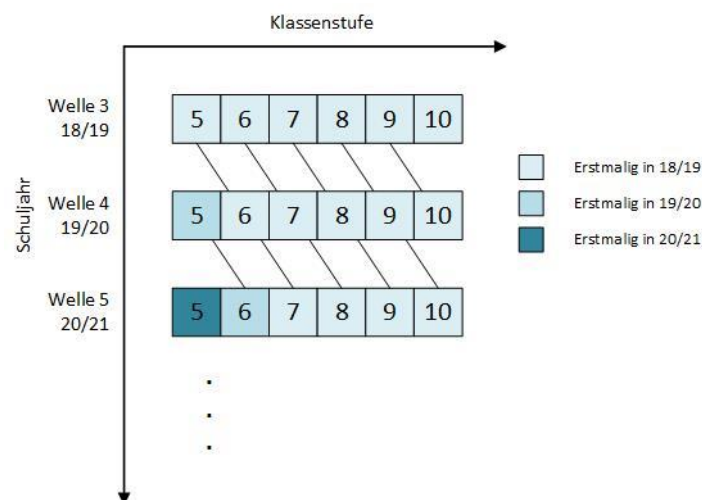 Klassenstufe
Schuljahr
Welle 3
18/19
5 6 7 8 9 10
Welle 4
19/20
5 6 7 8 9 10
Welle 5
20/21
5 6 7 8 9 10
Erstmalig in 18/19
Erstmalig in 19/20
Erstmalig in 20/21